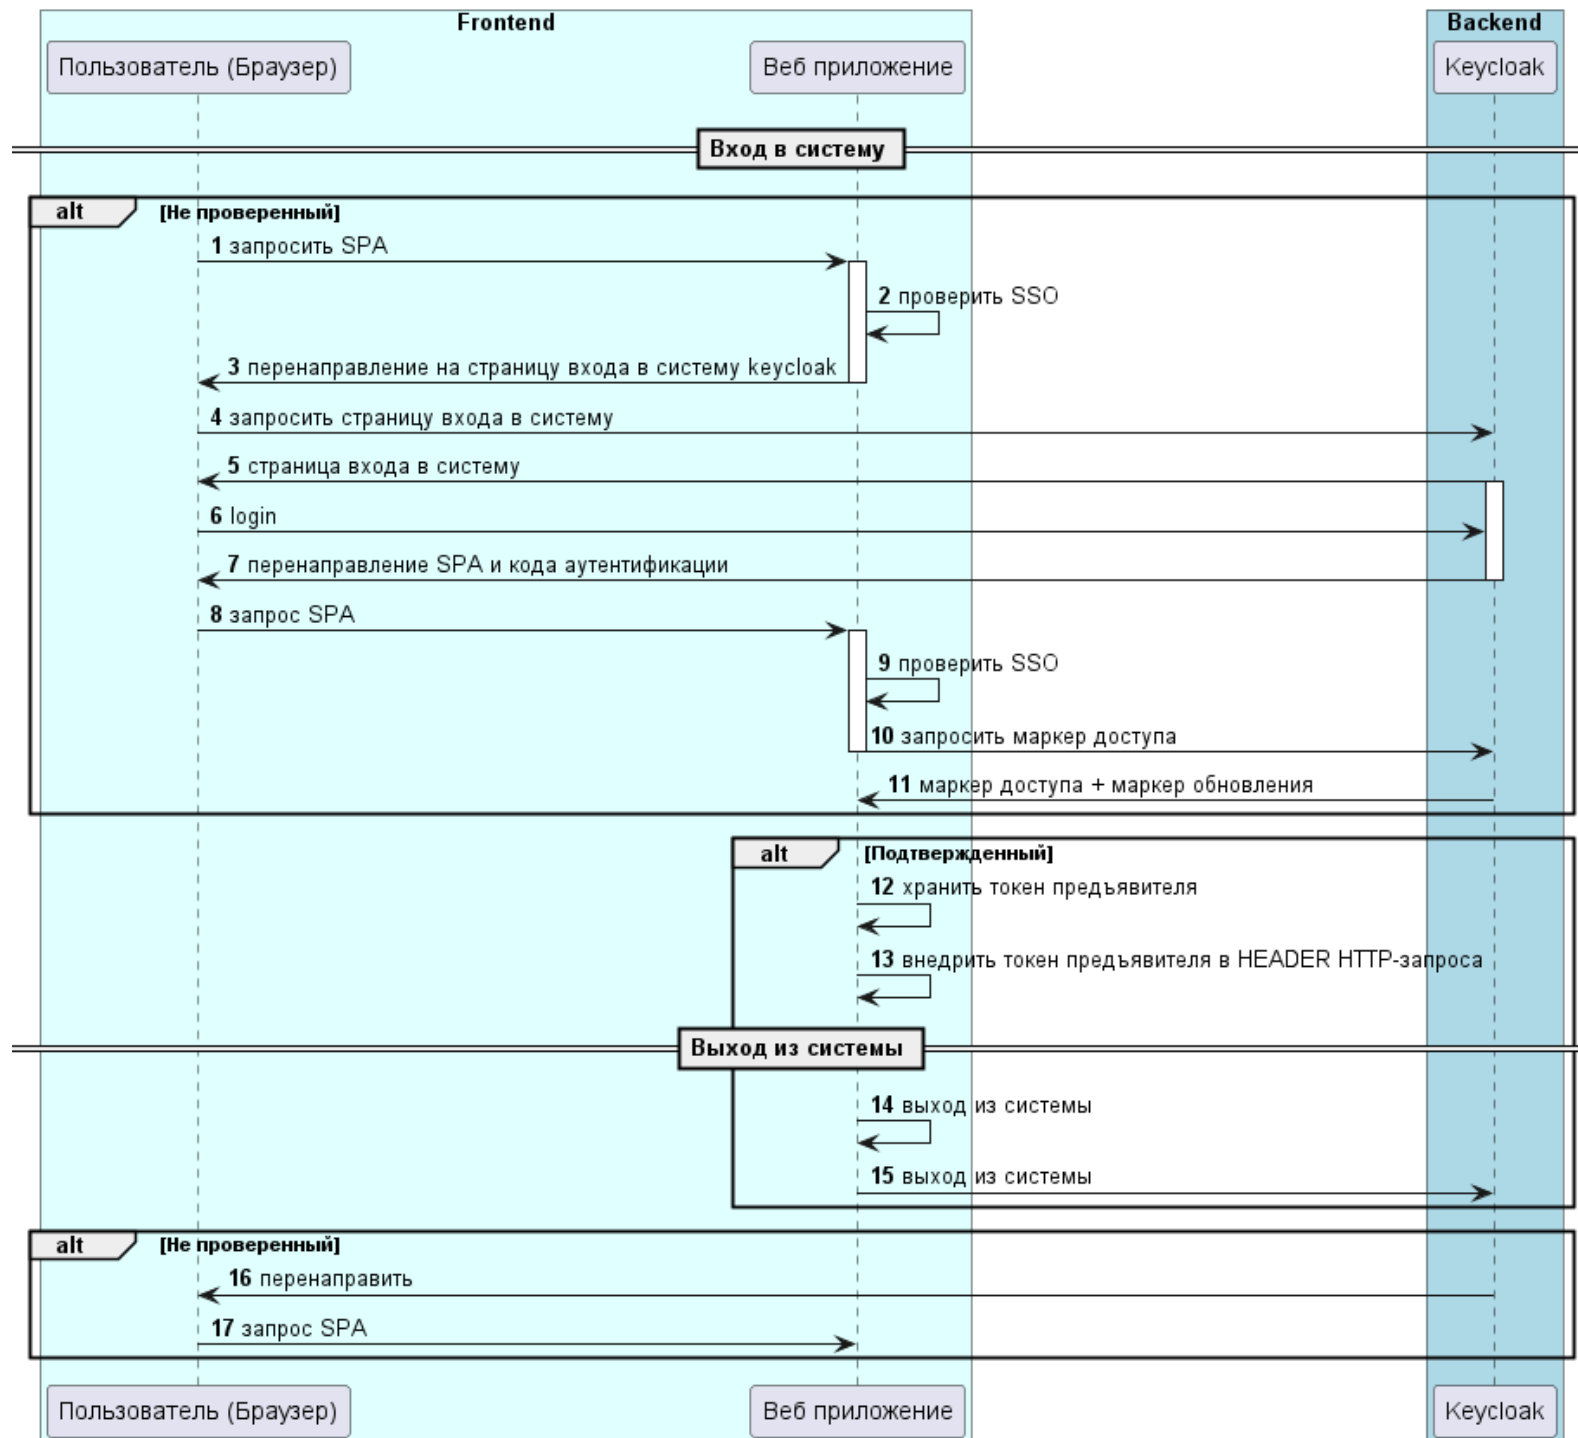 Frontend
Backend
Пользователь (Браузер)
Веб приложение
Keycloak
Вход в систему
alt
[Не проверенный]
1 запросить SPA
2 проверить SSO
3 перенаправление на страницу входа в систему keycloak
4 запросить страницу входа в систему
5 страница входа в систему
6 login
7 перенаправление SPA и кода аутентификации
8 запрос SPA
9 проверить SSO
10 запросить маркер доступа
11 маркер доступа + маркер обновления
alt
[Подтвержденный]
12 хранить токен предъявителя
13 внедрить токен предъявителя в HEADER HTTP-запроса
Выход из системы
14 выход из системы
15 выход из системы
alt
[Не проверенный]
16 перенаправить
17 запрос SPA
Пользователь (Браузер)
Веб приложение
Keycloak